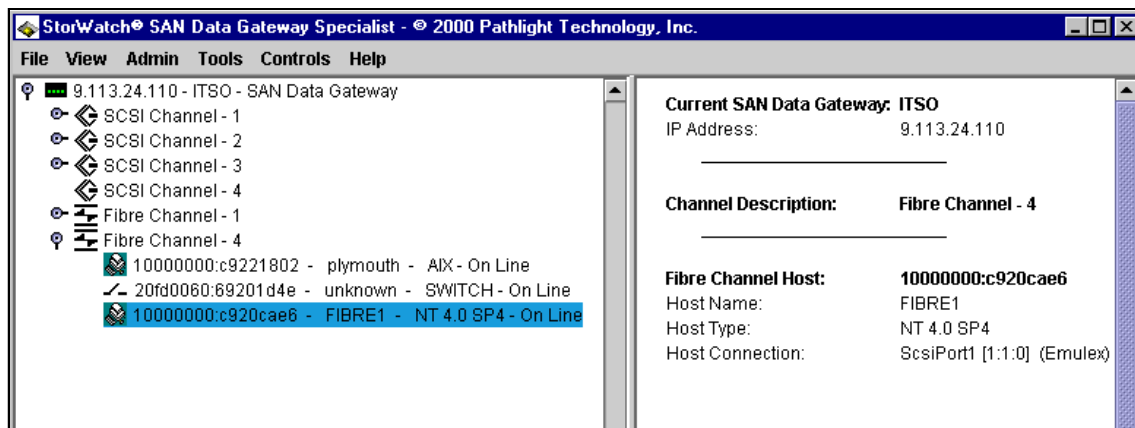 StorWatch® SAN Data Gateway Specialist - © 2000 Pathlight Technology, Inc.
File View Admin Tools Controls Help
9.113.24.110 - ITSO - SAN Data Gateway
SCSI Channel - 1
SCSI Channel - 2
SCSI Channel - 3
SCSI Channel - 4
Fibre Channel - 1
Fibre Channel - 4
10000000:c9221802 - plymouth - AIX - On Line
20fd0060:69201d4e - unknown - SWITCH - On Line
10000000:c920cae6 - FIBRE1 - NT 4.0 SP4 - On Line
Current SAN Data Gateway: ITSO
IP Address: 9.113.24.110
Channel Description: Fibre Channel - 4
Fibre Channel Host: 10000000:c920cae6
Host Name: FIBRE1
Host Type: NT 4.0 SP4
Host Connection: ScsiPort1 [1:1:0] (Emulex)